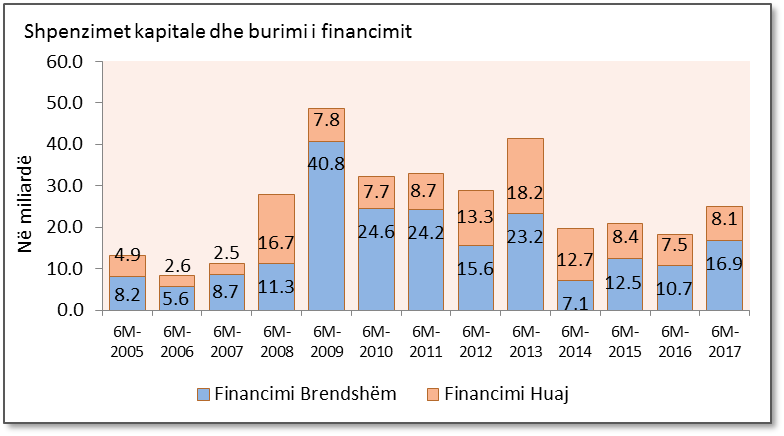 Shpenzimet kapitale dhe burimi i financimit
Në miliardë
60.0
50.0
40.0
30.0
20.0
10.0
0.0
4.9 2.6 2.5 16.7 7.8 7.7 8.7 13.3 18.2 12.7 8.4 7.5 8.1
8.2 5.6 8.7 11.3 40.8 24.6 24.2 15.6 23.2 7.1 12.5 10.7 16.9
6M- 6M- 6M- 6M- 6M- 6M- 6M- 6M- 6M- 6M- 6M- 6M- 6M-
2005 2006 2007 2008 2009 2010 2011 2012 2013 2014 2015 2016 2017
Financimi Brendshëm Financimi Huaj